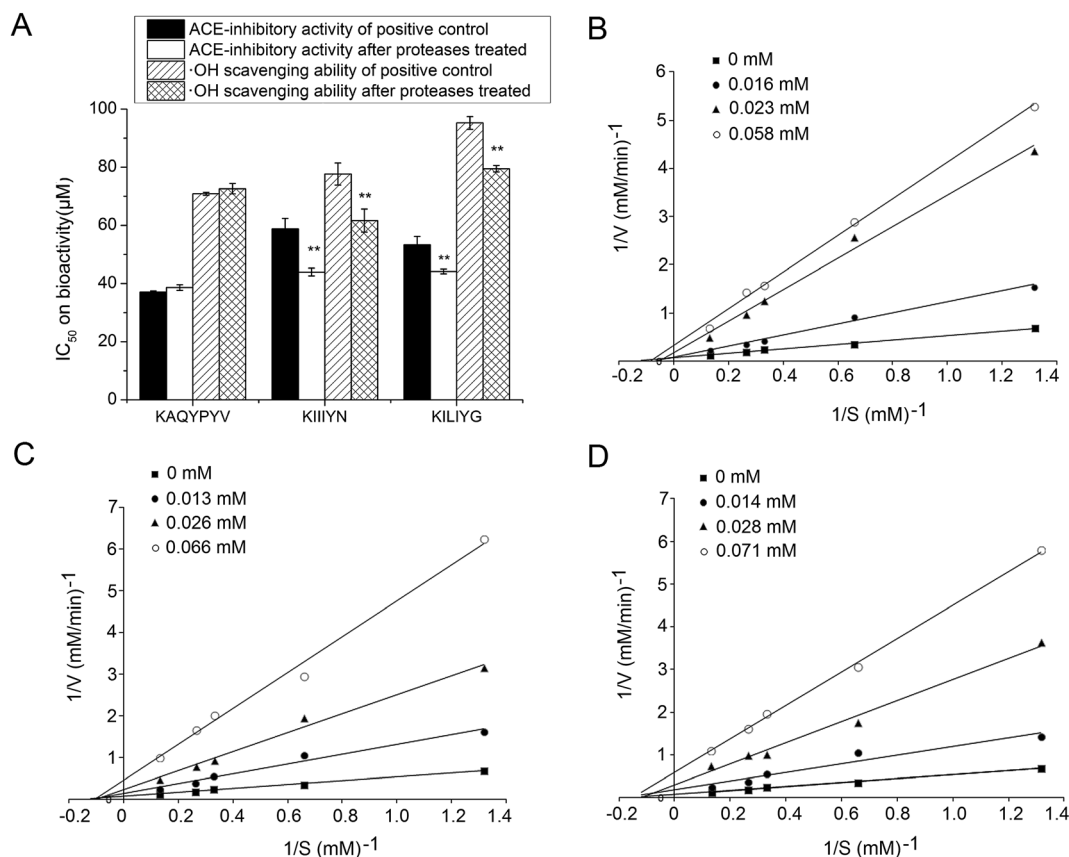 A
ACE-inhibitory activity of positive control
ACE-inhibitory activity after proteases treated
·OH scavenging ability of positive control
·OH scavenging ability after proteases treated
100
80
60
40
20
0
IC50 on bioactivity(μM)
** ** ** **
KAQYPYV KIIIYN KILIYG
B
0 mM
0.016 mM
0.023 mM
0.058 mM
6
5
4
3
2
1
0
1/V (mM/min)-1
-0.2 0 0.2 0.4 0.6 0.8 1.0 1.2 1.4
1/S (mM)-1
C
0 mM
0.013 mM
0.026 mM
0.066 mM
7
6
5
4
3
2
1
0
1/V (mM/min)-1
-0.2 0 0.2 0.4 0.6 0.8 1.0 1.2 1.4
1/S (mM)-1
D
0 mM
0.014 mM
0.028 mM
0.071 mM
7
6
5
4
3
2
1
0
1/V (mM/min)-1
-0.2 0 0.2 0.4 0.6 0.8 1.0 1.2 1.4
1/S (mM)-1